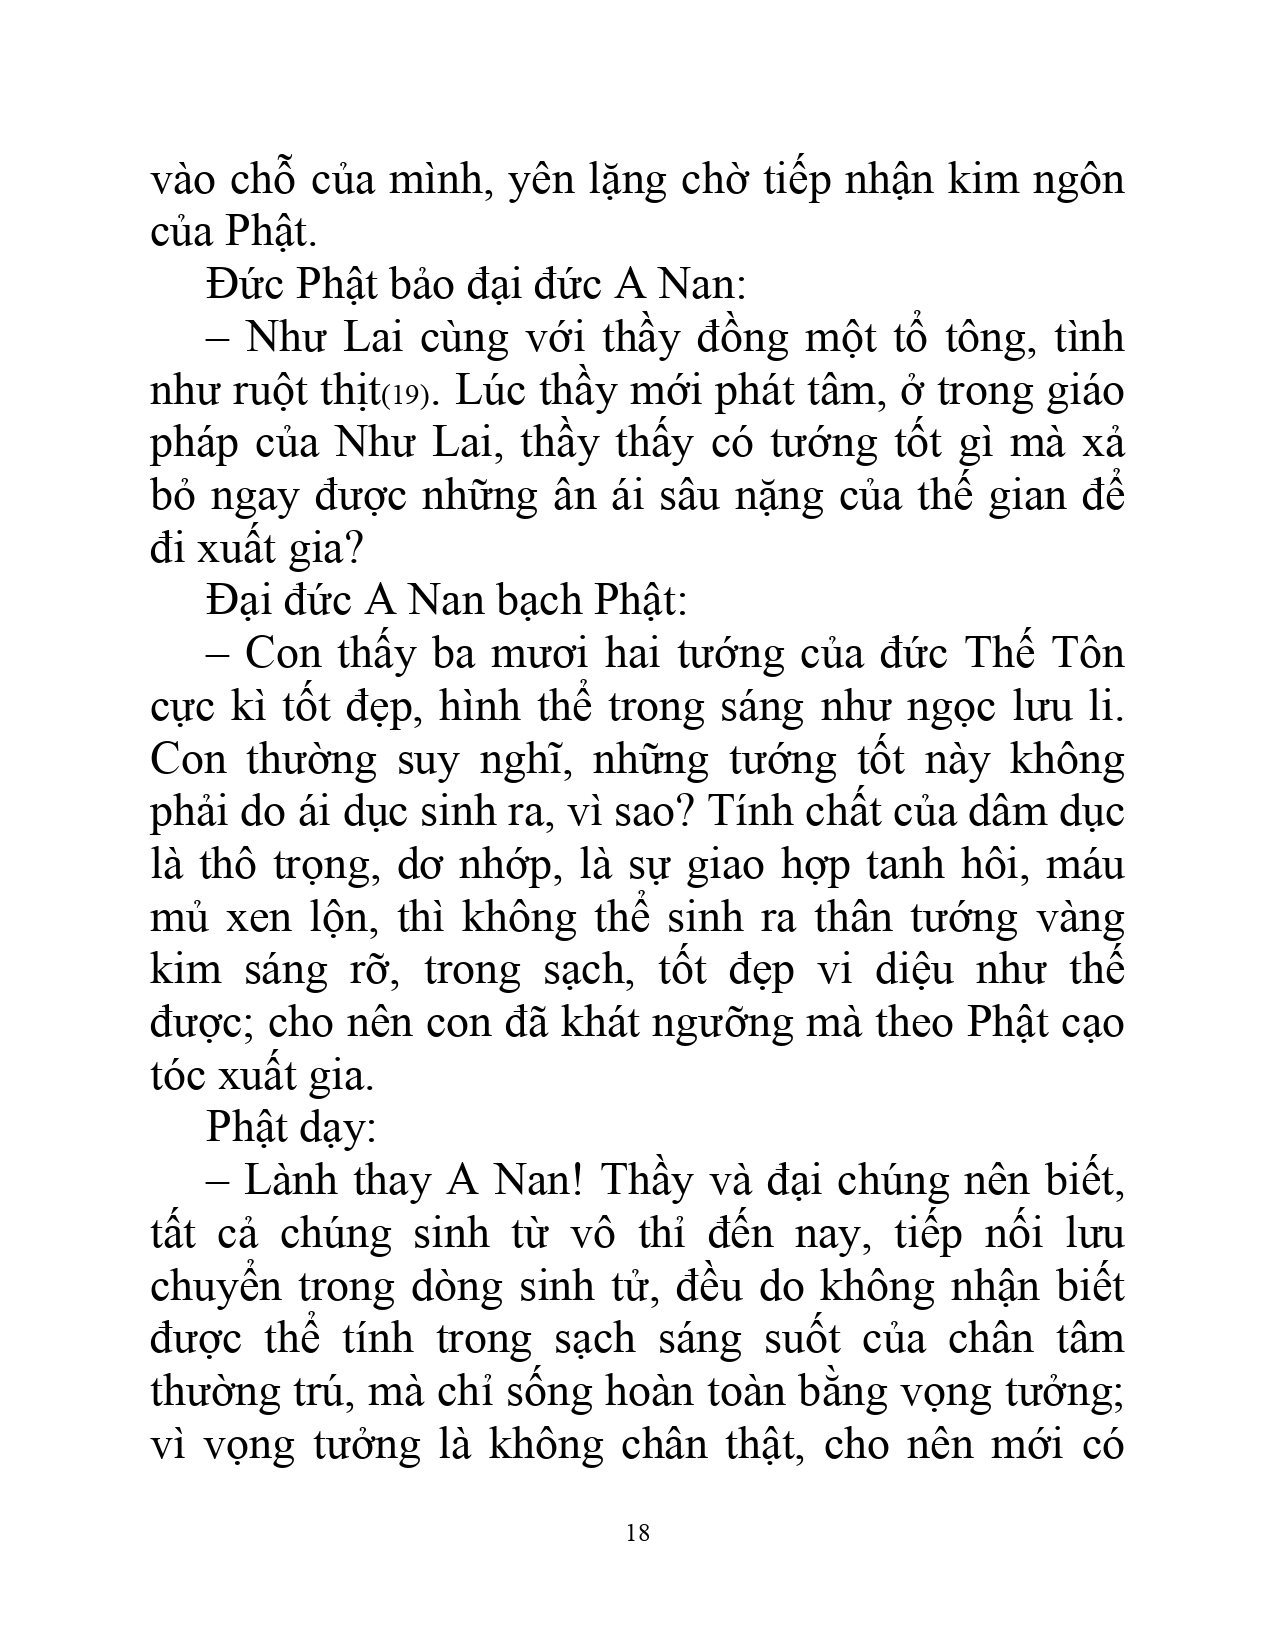 vào chỗ của mình, yên lặng chờ tiếp nhận kim ngôn
của Phật.
Đức Phật bảo đại đức A Nan:
– Như Lai cùng với thầy đồng một tổ tông, tình
như ruột thịt(19). Lúc thầy mới phát tâm, ở trong giáo
pháp của Như Lai, thầy thấy có tướng tốt gì mà xả
bỏ ngay được những ân ái sâu nặng của thế gian để
đi xuất gia?
Đại đức A Nan bạch Phật:
– Con thấy ba mươi hai tướng của đức Thế Tôn
cực kì tốt đẹp, hình thể trong sáng như ngọc lưu li.
Con thường suy nghĩ, những tướng tốt này không
phải do ái dục sinh ra, vì sao? Tính chất của dâm dục
là thô trọng, dơ nhớp, là sự giao hợp tanh hôi, máu
mủ xen lộn, thì không thể sinh ra thân tướng vàng
kim sáng rỡ, trong sạch, tốt đẹp vi diệu như thế
được; cho nên con đã khát ngưỡng mà theo Phật cạo
tóc xuất gia.
Phật dạy:
– Lành thay A Nan! Thầy và đại chúng nên biết,
tất cả chúng sinh từ vô thỉ đến nay, tiếp nối lưu
chuyển trong dòng sinh tử, đều do không nhận biết
được thể tính trong sạch sáng suốt của chân tâm
thường trú, mà chỉ sống hoàn toàn bằng vọng tưởng;
vì vọng tưởng là không chân thật, cho nên mới có
18